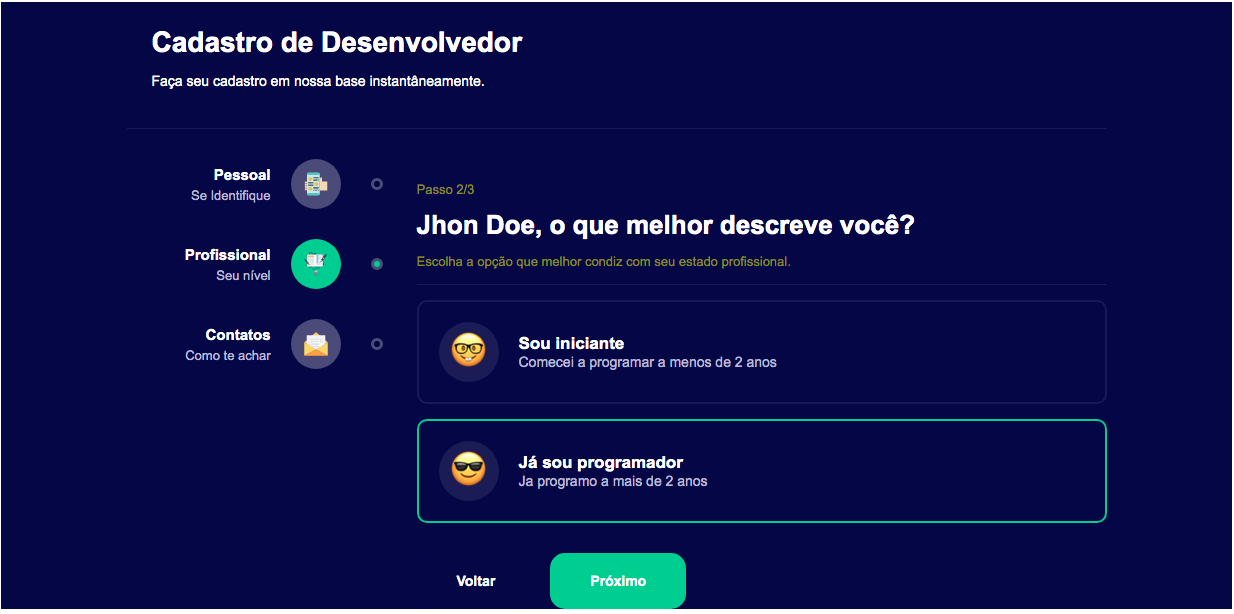 Cadastro de Desenvolvedor
Faça seu cadastro em nossa base instantâneamente.
Pessoal
Se Identifique
Profissional
Seu nível
Contatos
Como te achar
Passo 2/3
Jhon Doe, o que melhor descreve você?
Escolha a opção que melhor condiz com seu estado profissional.
Sou iniciante
Comecei a programar a menos de 2 anos
Já sou programador
Ja programo a mais de 2 anos
Voltar
Próximo